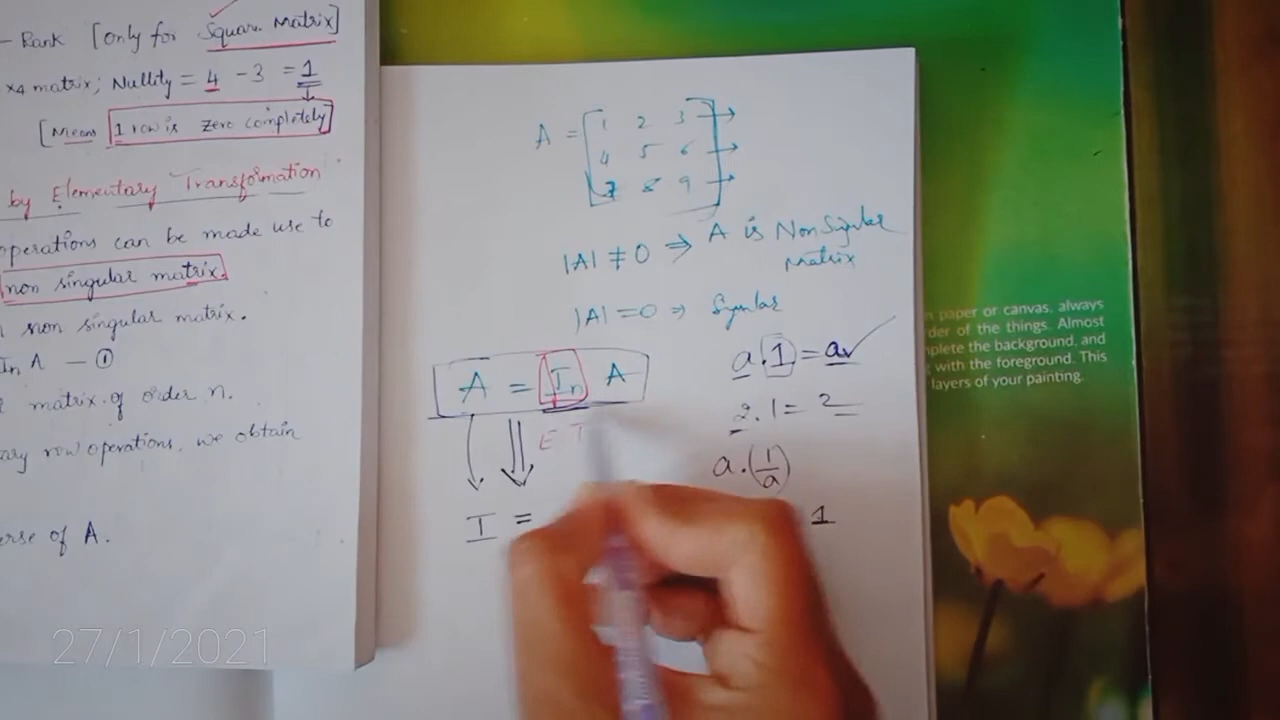 - Rank [only for Square Matrix]
x4 matrix; Nullity = 4 - 3 = 1
[Means 1 row is zero completely]
by Elementary Transformation
operations can be made use to
non singular matrix.
non singular matrix.
In A - ①
matrix of order n.
row operations, we obtain
of A.
27/1/2021
A = [1 2 3
4 5 6
7 8 9]
|A| ≠ 0 ⇒ A is NonSingular
Matrix
|A| = 0 ⇒ Singular
A = In A
E T
I =
a.1 = a
2.1 = 2
a.(1/a)
1
paper or canvas, always
der of the things. Almost
plete the background, and
with the foreground. This
layers of your painting.